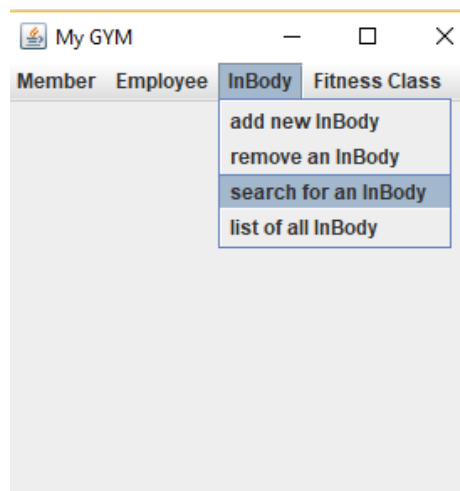 My GYM
Member Employee InBody Fitness Class
add new InBody
remove an InBody
search for an InBody
list of all InBody